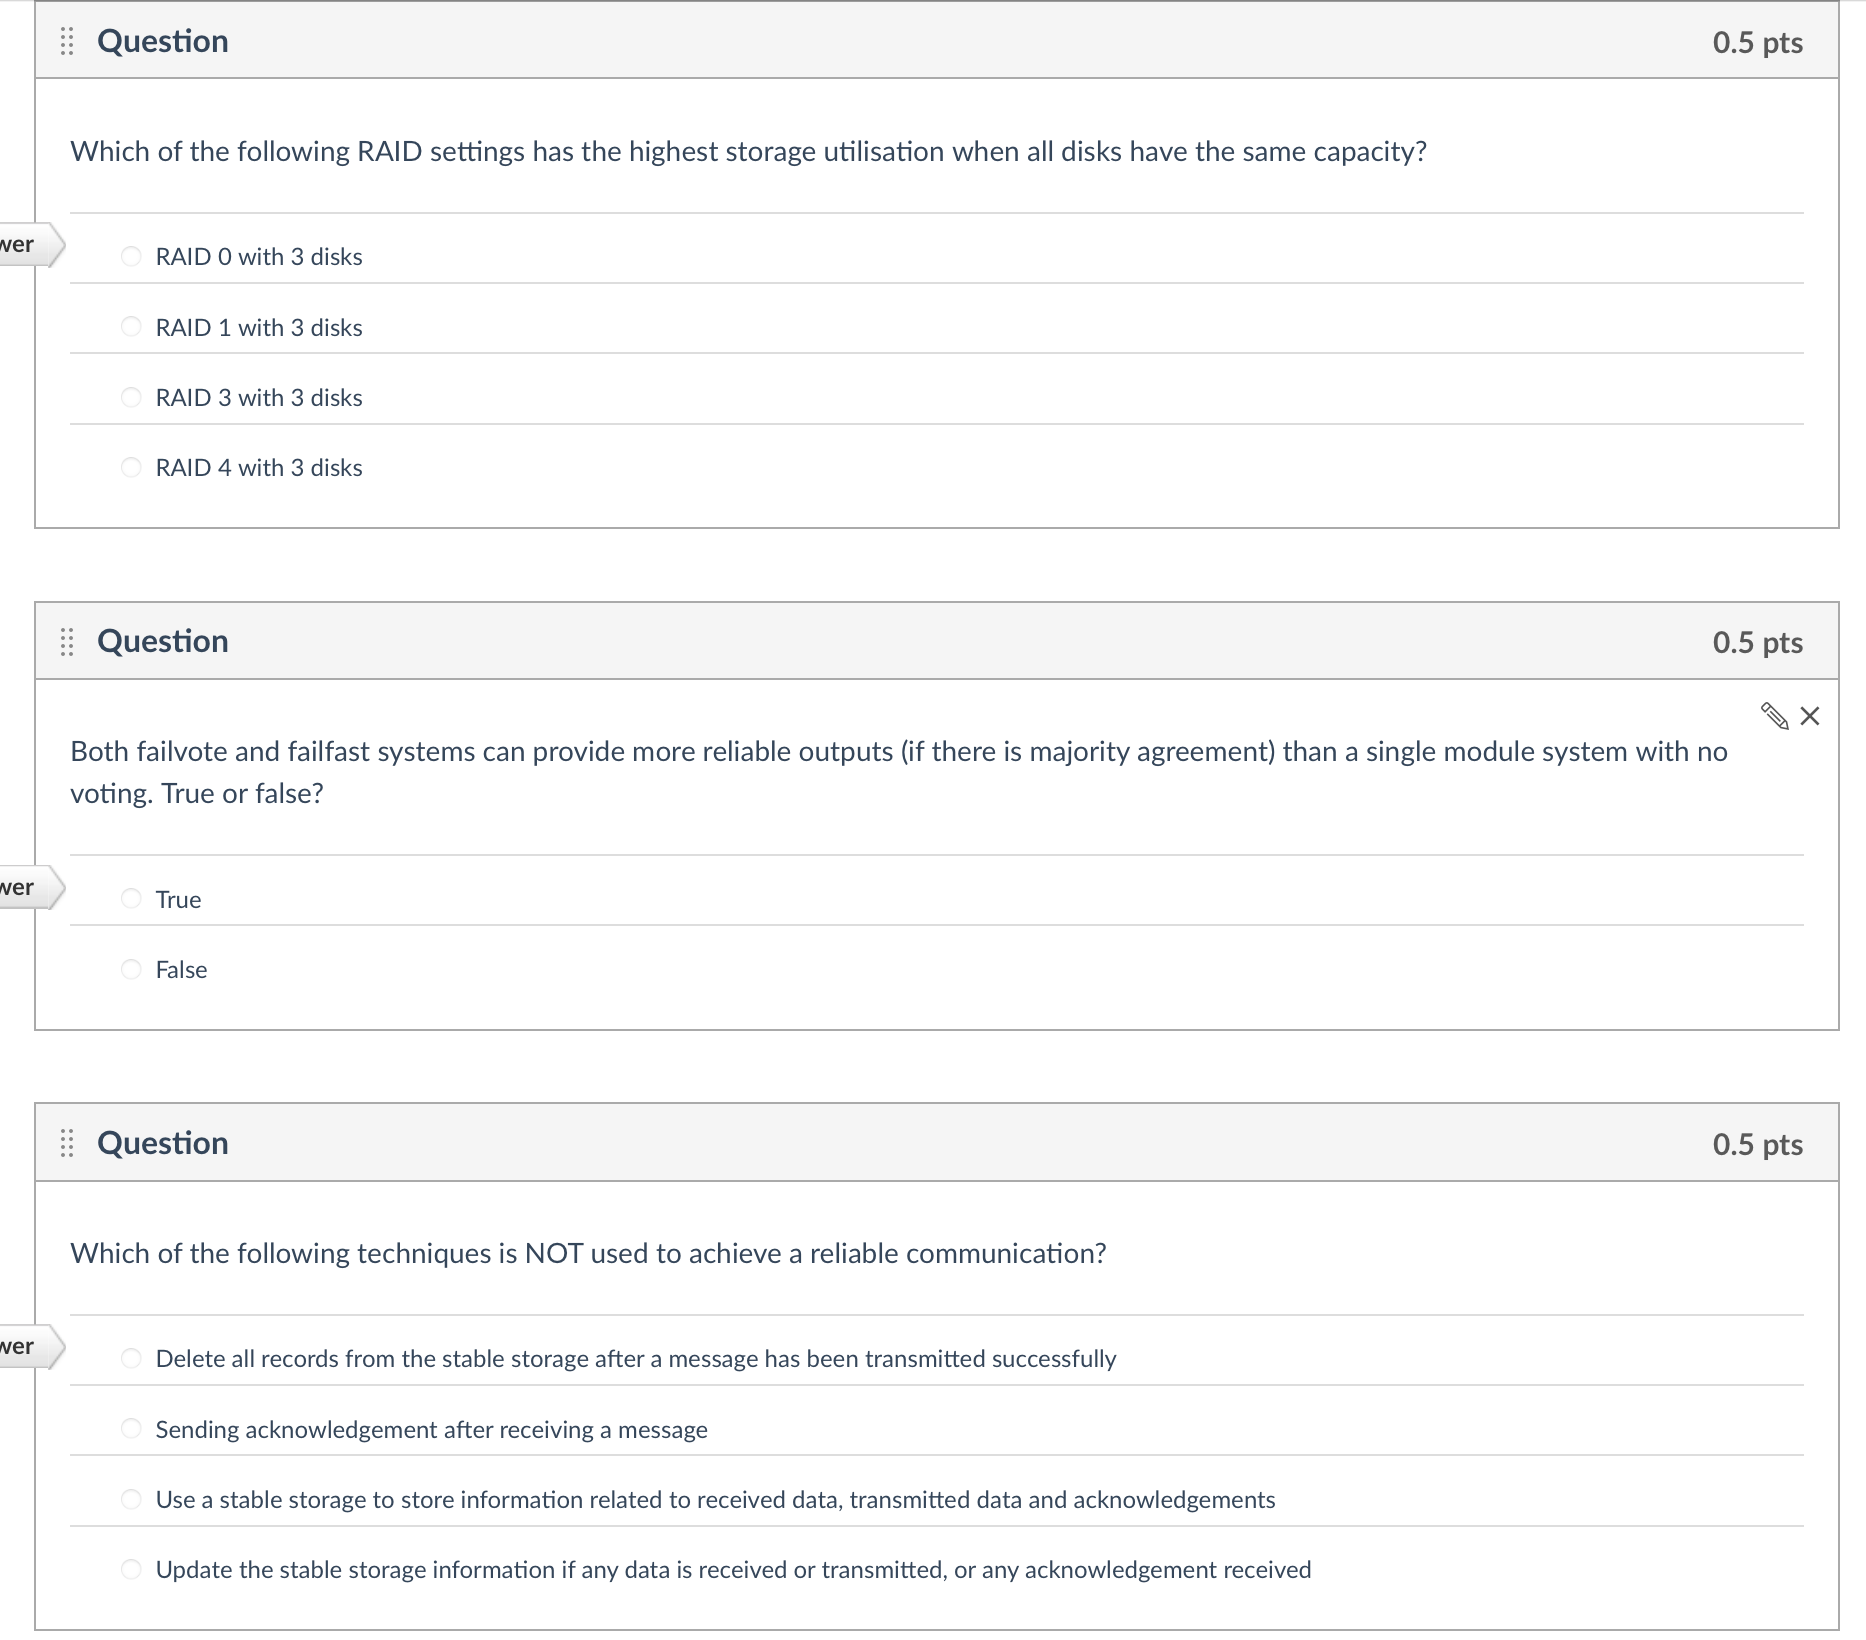 Question
0.5 pts
Which of the following RAID settings has the highest storage utilisation when all disks have the same capacity?
wer
RAID 0 with 3 disks
RAID 1 with 3 disks
RAID 3 with 3 disks
RAID 4 with 3 disks
Question
0.5 pts
Both failvote and failfast systems can provide more reliable outputs (if there is majority agreement) than a single module system with no
voting. True or false?
wer
True
False
Question
0.5 pts
Which of the following techniques is NOT used to achieve a reliable communication?
wer
Delete all records from the stable storage after a message has been transmitted successfully
Sending acknowledgement after receiving a message
Use a stable storage to store information related to received data, transmitted data and acknowledgements
Update the stable storage information if any data is received or transmitted, or any acknowledgement received